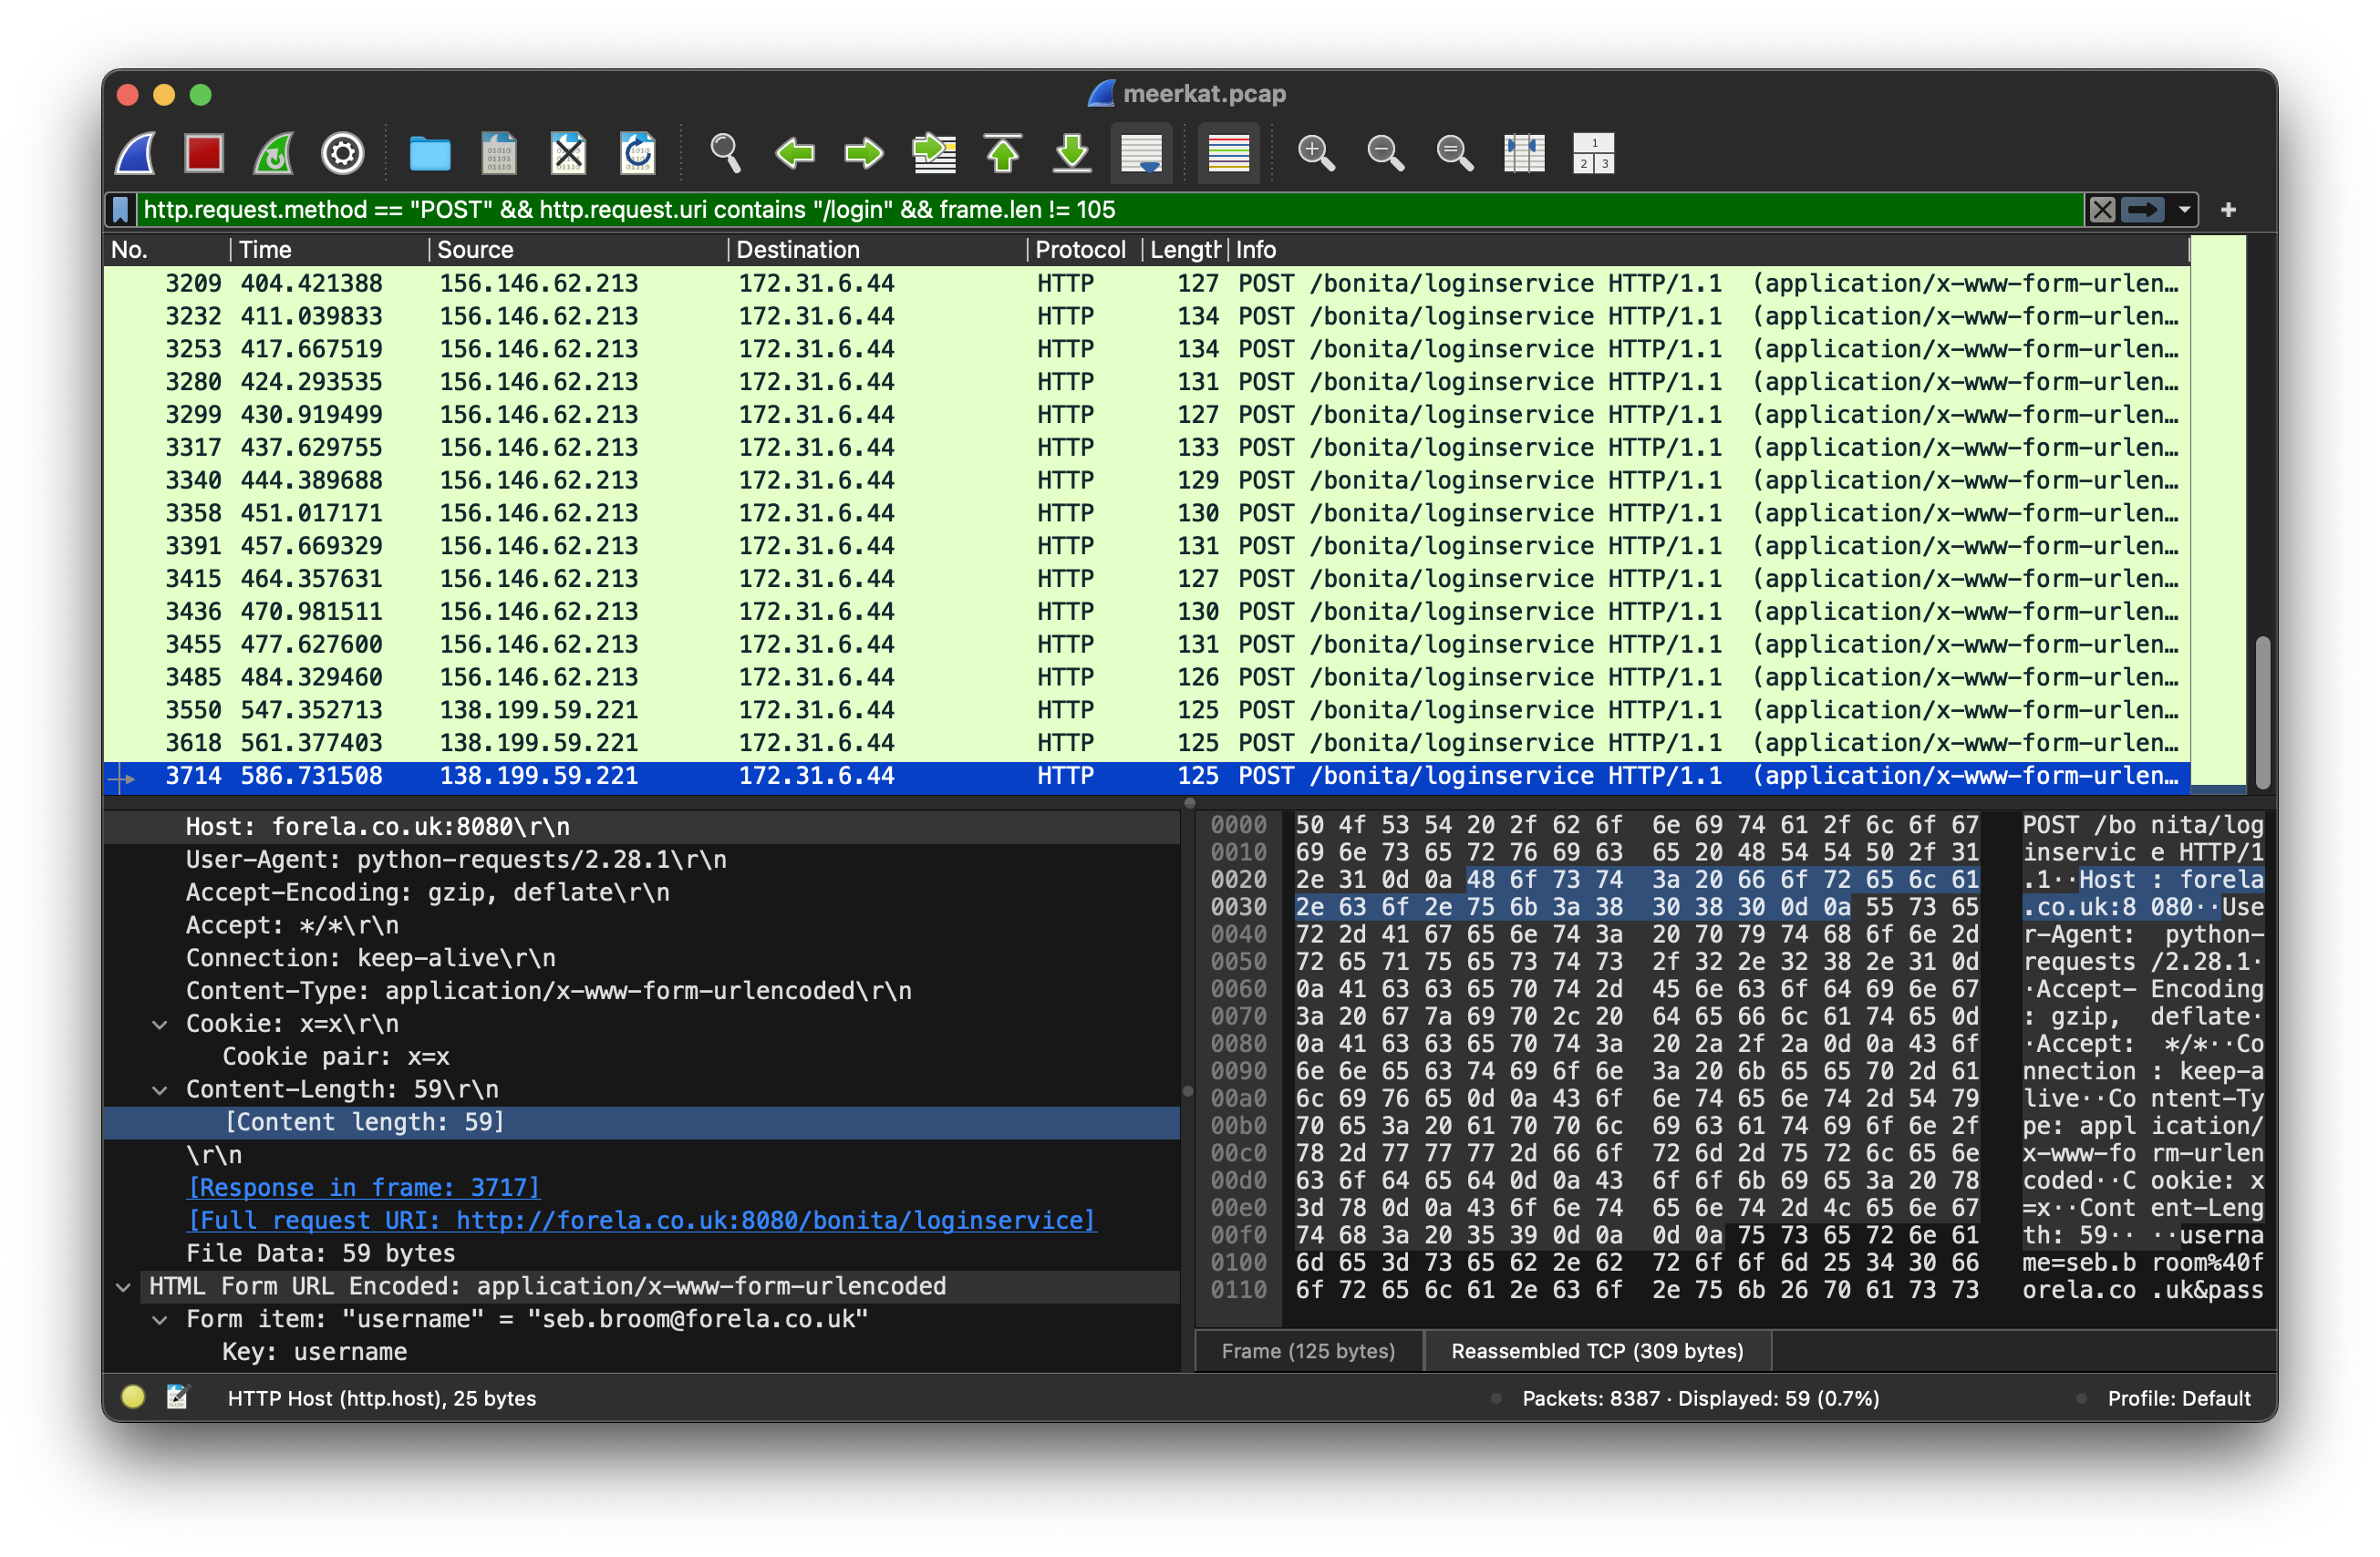 meerkat.pcap
http.request.method == "POST" && http.request.uri contains "/login" && frame.len != 105
No. Time Source Destination Protocol Length Info
3209 404.421388 156.146.62.213 172.31.6.44 HTTP 127 POST /bonita/loginservice HTTP/1.1 (application/x-www-form-urlen…
3232 411.039833 156.146.62.213 172.31.6.44 HTTP 134 POST /bonita/loginservice HTTP/1.1 (application/x-www-form-urlen…
3253 417.667519 156.146.62.213 172.31.6.44 HTTP 134 POST /bonita/loginservice HTTP/1.1 (application/x-www-form-urlen…
3280 424.293535 156.146.62.213 172.31.6.44 HTTP 131 POST /bonita/loginservice HTTP/1.1 (application/x-www-form-urlen…
3299 430.919499 156.146.62.213 172.31.6.44 HTTP 127 POST /bonita/loginservice HTTP/1.1 (application/x-www-form-urlen…
3317 437.629755 156.146.62.213 172.31.6.44 HTTP 133 POST /bonita/loginservice HTTP/1.1 (application/x-www-form-urlen…
3340 444.389688 156.146.62.213 172.31.6.44 HTTP 129 POST /bonita/loginservice HTTP/1.1 (application/x-www-form-urlen…
3358 451.017171 156.146.62.213 172.31.6.44 HTTP 130 POST /bonita/loginservice HTTP/1.1 (application/x-www-form-urlen…
3391 457.669329 156.146.62.213 172.31.6.44 HTTP 131 POST /bonita/loginservice HTTP/1.1 (application/x-www-form-urlen…
3415 464.357631 156.146.62.213 172.31.6.44 HTTP 127 POST /bonita/loginservice HTTP/1.1 (application/x-www-form-urlen…
3436 470.981511 156.146.62.213 172.31.6.44 HTTP 130 POST /bonita/loginservice HTTP/1.1 (application/x-www-form-urlen…
3455 477.627600 156.146.62.213 172.31.6.44 HTTP 131 POST /bonita/loginservice HTTP/1.1 (application/x-www-form-urlen…
3485 484.329460 156.146.62.213 172.31.6.44 HTTP 126 POST /bonita/loginservice HTTP/1.1 (application/x-www-form-urlen…
3550 547.352713 138.199.59.221 172.31.6.44 HTTP 125 POST /bonita/loginservice HTTP/1.1 (application/x-www-form-urlen…
3618 561.377403 138.199.59.221 172.31.6.44 HTTP 125 POST /bonita/loginservice HTTP/1.1 (application/x-www-form-urlen…
3714 586.731508 138.199.59.221 172.31.6.44 HTTP 125 POST /bonita/loginservice HTTP/1.1 (application/x-www-form-urlen…
Host: forela.co.uk:8080\r\n
User-Agent: python-requests/2.28.1\r\n
Accept-Encoding: gzip, deflate\r\n
Accept: */*\r\n
Connection: keep-alive\r\n
Content-Type: application/x-www-form-urlencoded\r\n
Cookie: x=x\r\n
Cookie pair: x=x
Content-Length: 59\r\n
[Content length: 59]
\r\n
[Response in frame: 3717]
[Full request URI: http://forela.co.uk:8080/bonita/loginservice]
File Data: 59 bytes
HTML Form URL Encoded: application/x-www-form-urlencoded
Form item: "username" = "seb.broom@forela.co.uk"
Key: username
0000 50 4f 53 54 20 2f 62 6f 6e 69 74 61 2f 6c 6f 67 POST /bo nita/log
0010 69 6e 73 65 72 76 69 63 65 20 48 54 54 50 2f 31 inservic e HTTP/1
0020 2e 31 0d 0a 48 6f 73 74 3a 20 66 6f 72 65 6c 61 .1··Host : forela
0030 2e 63 6f 2e 75 6b 3a 38 30 38 30 0d 0a 55 73 65 .co.uk:8 080··Use
0040 72 2d 41 67 65 6e 74 3a 20 70 79 74 68 6f 6e 2d r-Agent: python-
0050 72 65 71 75 65 73 74 73 2f 32 2e 32 38 2e 31 0d requests /2.28.1·
0060 0a 41 63 63 65 70 74 2d 45 6e 63 6f 64 69 6e 67 ·Accept- Encoding
0070 3a 20 67 7a 69 70 2c 20 64 65 66 6c 61 74 65 0d : gzip, deflate·
0080 0a 41 63 63 65 70 74 3a 20 2a 2f 2a 0d 0a 43 6f ·Accept: */*··Co
0090 6e 6e 65 63 74 69 6f 6e 3a 20 6b 65 65 70 2d 61 nnection : keep-a
00a0 6c 69 76 65 0d 0a 43 6f 6e 74 65 6e 74 2d 54 79 live··Co ntent-Ty
00b0 70 65 3a 20 61 70 70 6c 69 63 61 74 69 6f 6e 2f pe: appl ication/
00c0 78 2d 77 77 77 2d 66 6f 72 6d 2d 75 72 6c 65 6e x-www-fo rm-urlen
00d0 63 6f 64 65 64 0d 0a 43 6f 6f 6b 69 65 3a 20 78 coded··C ookie: x
00e0 3d 78 0d 0a 43 6f 6e 74 65 6e 74 2d 4c 65 6e 67 =x··Cont ent-Leng
00f0 74 68 3a 20 35 39 0d 0a 0d 0a 75 73 65 72 6e 61 th: 59·· ··userna
0100 6d 65 3d 73 65 62 2e 62 72 6f 6f 6d 25 34 30 66 me=seb.b room%40f
0110 6f 72 65 6c 61 2e 63 6f 2e 75 6b 26 70 61 73 73 orela.co .uk&pass
Frame (125 bytes) Reassembled TCP (309 bytes)
HTTP Host (http.host), 25 bytes Packets: 8387 · Displayed: 59 (0.7%) Profile: Default